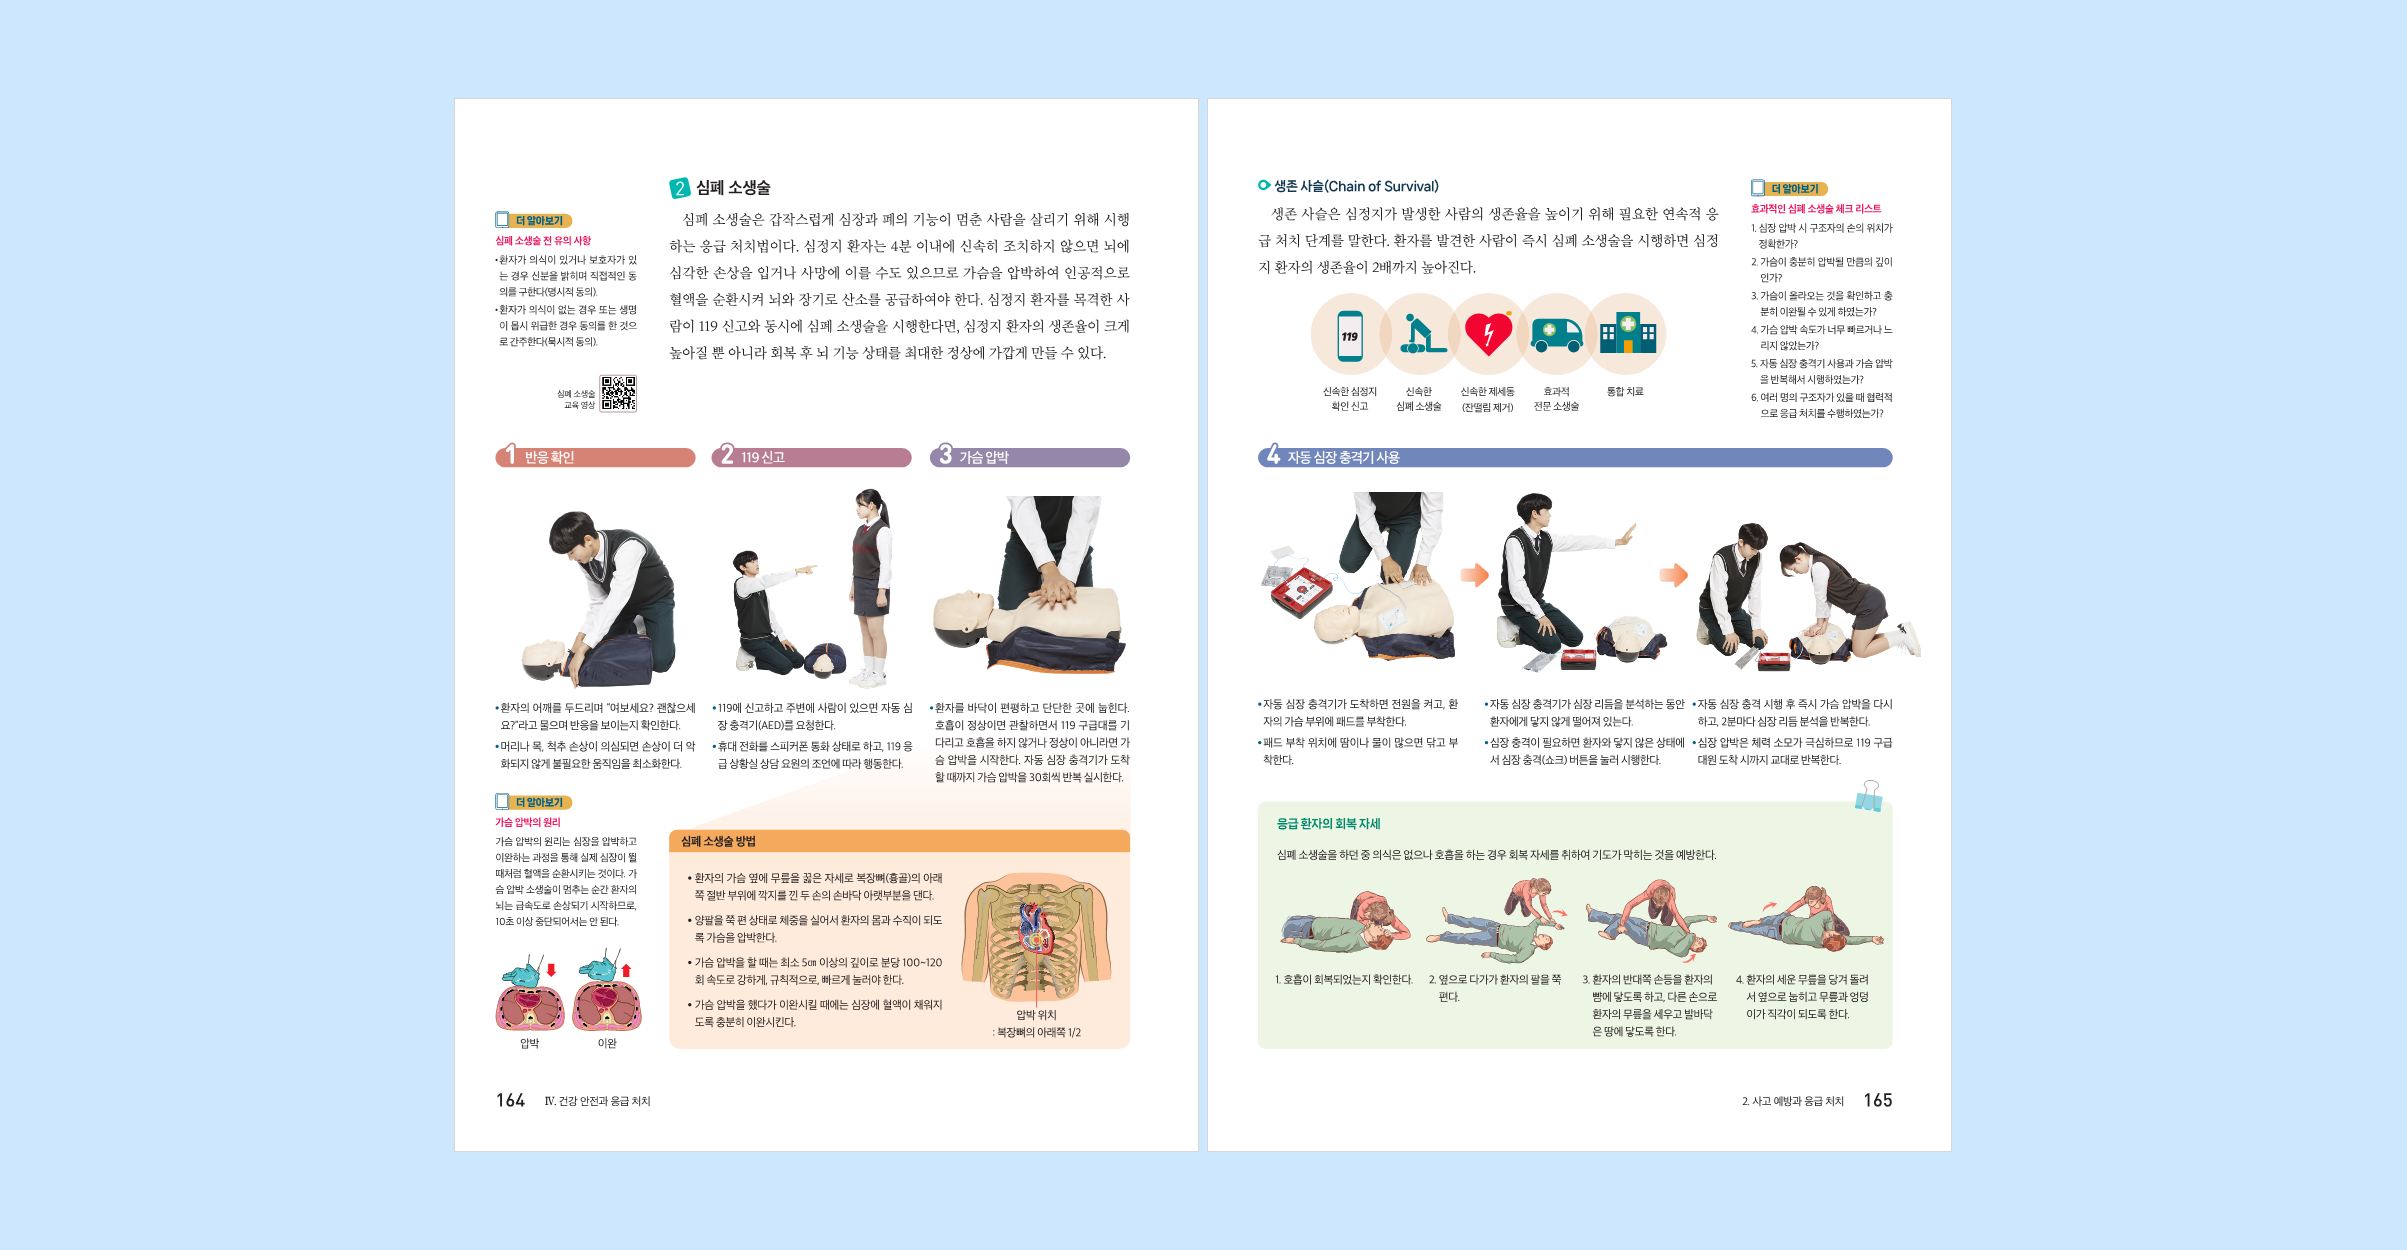 2 심폐 소생술
심폐 소생술은 갑작스럽게 심장과 폐의 기능이 멈춘 사람을 살리기 위해 시행
하는 응급 처치법이다. 심정지 환자는 4분 이내에 신속히 조치하지 않으면 뇌에
심각한 손상을 입거나 사망에 이를 수도 있으므로 가슴을 압박하여 인공적으로
혈액을 순환시켜 뇌와 장기로 산소를 공급하여야 한다. 심정지 환자를 목격한 사
람이 119 신고와 동시에 심폐 소생술을 시행한다면, 심정지 환자의 생존율이 크게
높아질 뿐 아니라 회복 후 뇌 기능 상태를 최대한 정상에 가깝게 만들 수 있다.
더 알아보기
심폐 소생술 전 유의 사항
•환자가 의식이 있거나 보호자가 있
는 경우 신분을 밝히며 직접적인 동
의를 구한다(명시적 동의).
•환자가 의식이 없는 경우 또는 생명
이 몹시 위급한 경우 동의를 한 것으
로 간주한다(묵시적 동의).
심폐 소생술
교육 영상
1 반응 확인
2 119 신고
3 가슴 압박
•환자의 어깨를 두드리며 “여보세요? 괜찮으세
요?”라고 물으며 반응을 보이는지 확인한다.
•머리나 목, 척추 손상이 의심되면 손상이 더 악
화되지 않게 불필요한 움직임을 최소화한다.
•119에 신고하고 주변에 사람이 있으면 자동 심
장 충격기(AED)를 요청한다.
•휴대 전화를 스피커폰 통화 상태로 하고, 119 응
급 상황실 상담 요원의 조언에 따라 행동한다.
•환자를 바닥이 편평하고 단단한 곳에 눕힌다.
호흡이 정상이면 관찰하면서 119 구급대를 기
다리고 호흡을 하지 않거나 정상이 아니라면 가
슴 압박을 시작한다. 자동 심장 충격기가 도착
할 때까지 가슴 압박을 30회씩 반복 실시한다.
더 알아보기
가슴 압박의 원리
가슴 압박의 원리는 심장을 압박하고
이완하는 과정을 통해 실제 심장이 뛸
때처럼 혈액을 순환시키는 것이다. 가
슴 압박 소생술이 멈추는 순간 환자의
뇌는 급속도로 손상되기 시작하므로,
10초 이상 중단되어서는 안 된다.
압박
이완
심폐 소생술 방법
• 환자의 가슴 옆에 무릎을 꿇은 자세로 복장뼈(흉골)의 아래
쪽 절반 부위에 깍지를 낀 두 손의 손바닥 아랫부분을 댄다.
• 양팔을 쭉 편 상태로 체중을 실어서 환자의 몸과 수직이 되도
록 가슴을 압박한다.
• 가슴 압박을 할 때는 최소 5㎝ 이상의 깊이로 분당 100~120
회 속도로 강하게, 규칙적으로, 빠르게 눌러야 한다.
• 가슴 압박을 했다가 이완시킬 때에는 심장에 혈액이 채워지
도록 충분히 이완시킨다.
압박 위치
: 복장뼈의 아래쪽 1/2
164 Ⅳ. 건강 안전과 응급 처치
생존 사슬(Chain of Survival)
생존 사슬은 심정지가 발생한 사람의 생존율을 높이기 위해 필요한 연속적 응
급 처치 단계를 말한다. 환자를 발견한 사람이 즉시 심폐 소생술을 시행하면 심정
지 환자의 생존율이 2배까지 높아진다.
119
신속한 심정지
확인 신고
신속한
심폐 소생술
신속한 제세동
(잔떨림 제거)
효과적
전문 소생술
통합 치료
더 알아보기
효과적인 심폐 소생술 체크 리스트
1. 심장 압박 시 구조자의 손의 위치가
정확한가?
2. 가슴이 충분히 압박될 만큼의 깊이
인가?
3. 가슴이 올라오는 것을 확인하고 충
분히 이완될 수 있게 하였는가?
4. 가슴 압박 속도가 너무 빠르거나 느
리지 않았는가?
5. 자동 심장 충격기 사용과 가슴 압박
을 반복해서 시행하였는가?
6. 여러 명의 구조자가 있을 때 협력적
으로 응급 처치를 수행하였는가?
4 자동 심장 충격기 사용
•자동 심장 충격기가 도착하면 전원을 켜고, 환
자의 가슴 부위에 패드를 부착한다.
•패드 부착 위치에 땀이나 물이 많으면 닦고 부
착한다.
•자동 심장 충격기가 심장 리듬을 분석하는 동안
환자에게 닿지 않게 떨어져 있는다.
•심장 충격이 필요하면 환자와 닿지 않은 상태에
서 심장 충격(쇼크) 버튼을 눌러 시행한다.
•자동 심장 충격 시행 후 즉시 가슴 압박을 다시
하고, 2분마다 심장 리듬 분석을 반복한다.
•심장 압박은 체력 소모가 극심하므로 119 구급
대원 도착 시까지 교대로 반복한다.
응급 환자의 회복 자세
심폐 소생술을 하던 중 의식은 없으나 호흡을 하는 경우 회복 자세를 취하여 기도가 막히는 것을 예방한다.
1. 호흡이 회복되었는지 확인한다.
2. 옆으로 다가가 환자의 팔을 쭉
편다.
3. 환자의 반대쪽 손등을 환자의
뺨에 닿도록 하고, 다른 손으로
환자의 무릎을 세우고 발바닥
은 땅에 닿도록 한다.
4. 환자의 세운 무릎을 당겨 돌려
서 옆으로 눕히고 무릎과 엉덩
이가 직각이 되도록 한다.
2. 사고 예방과 응급 처치 165